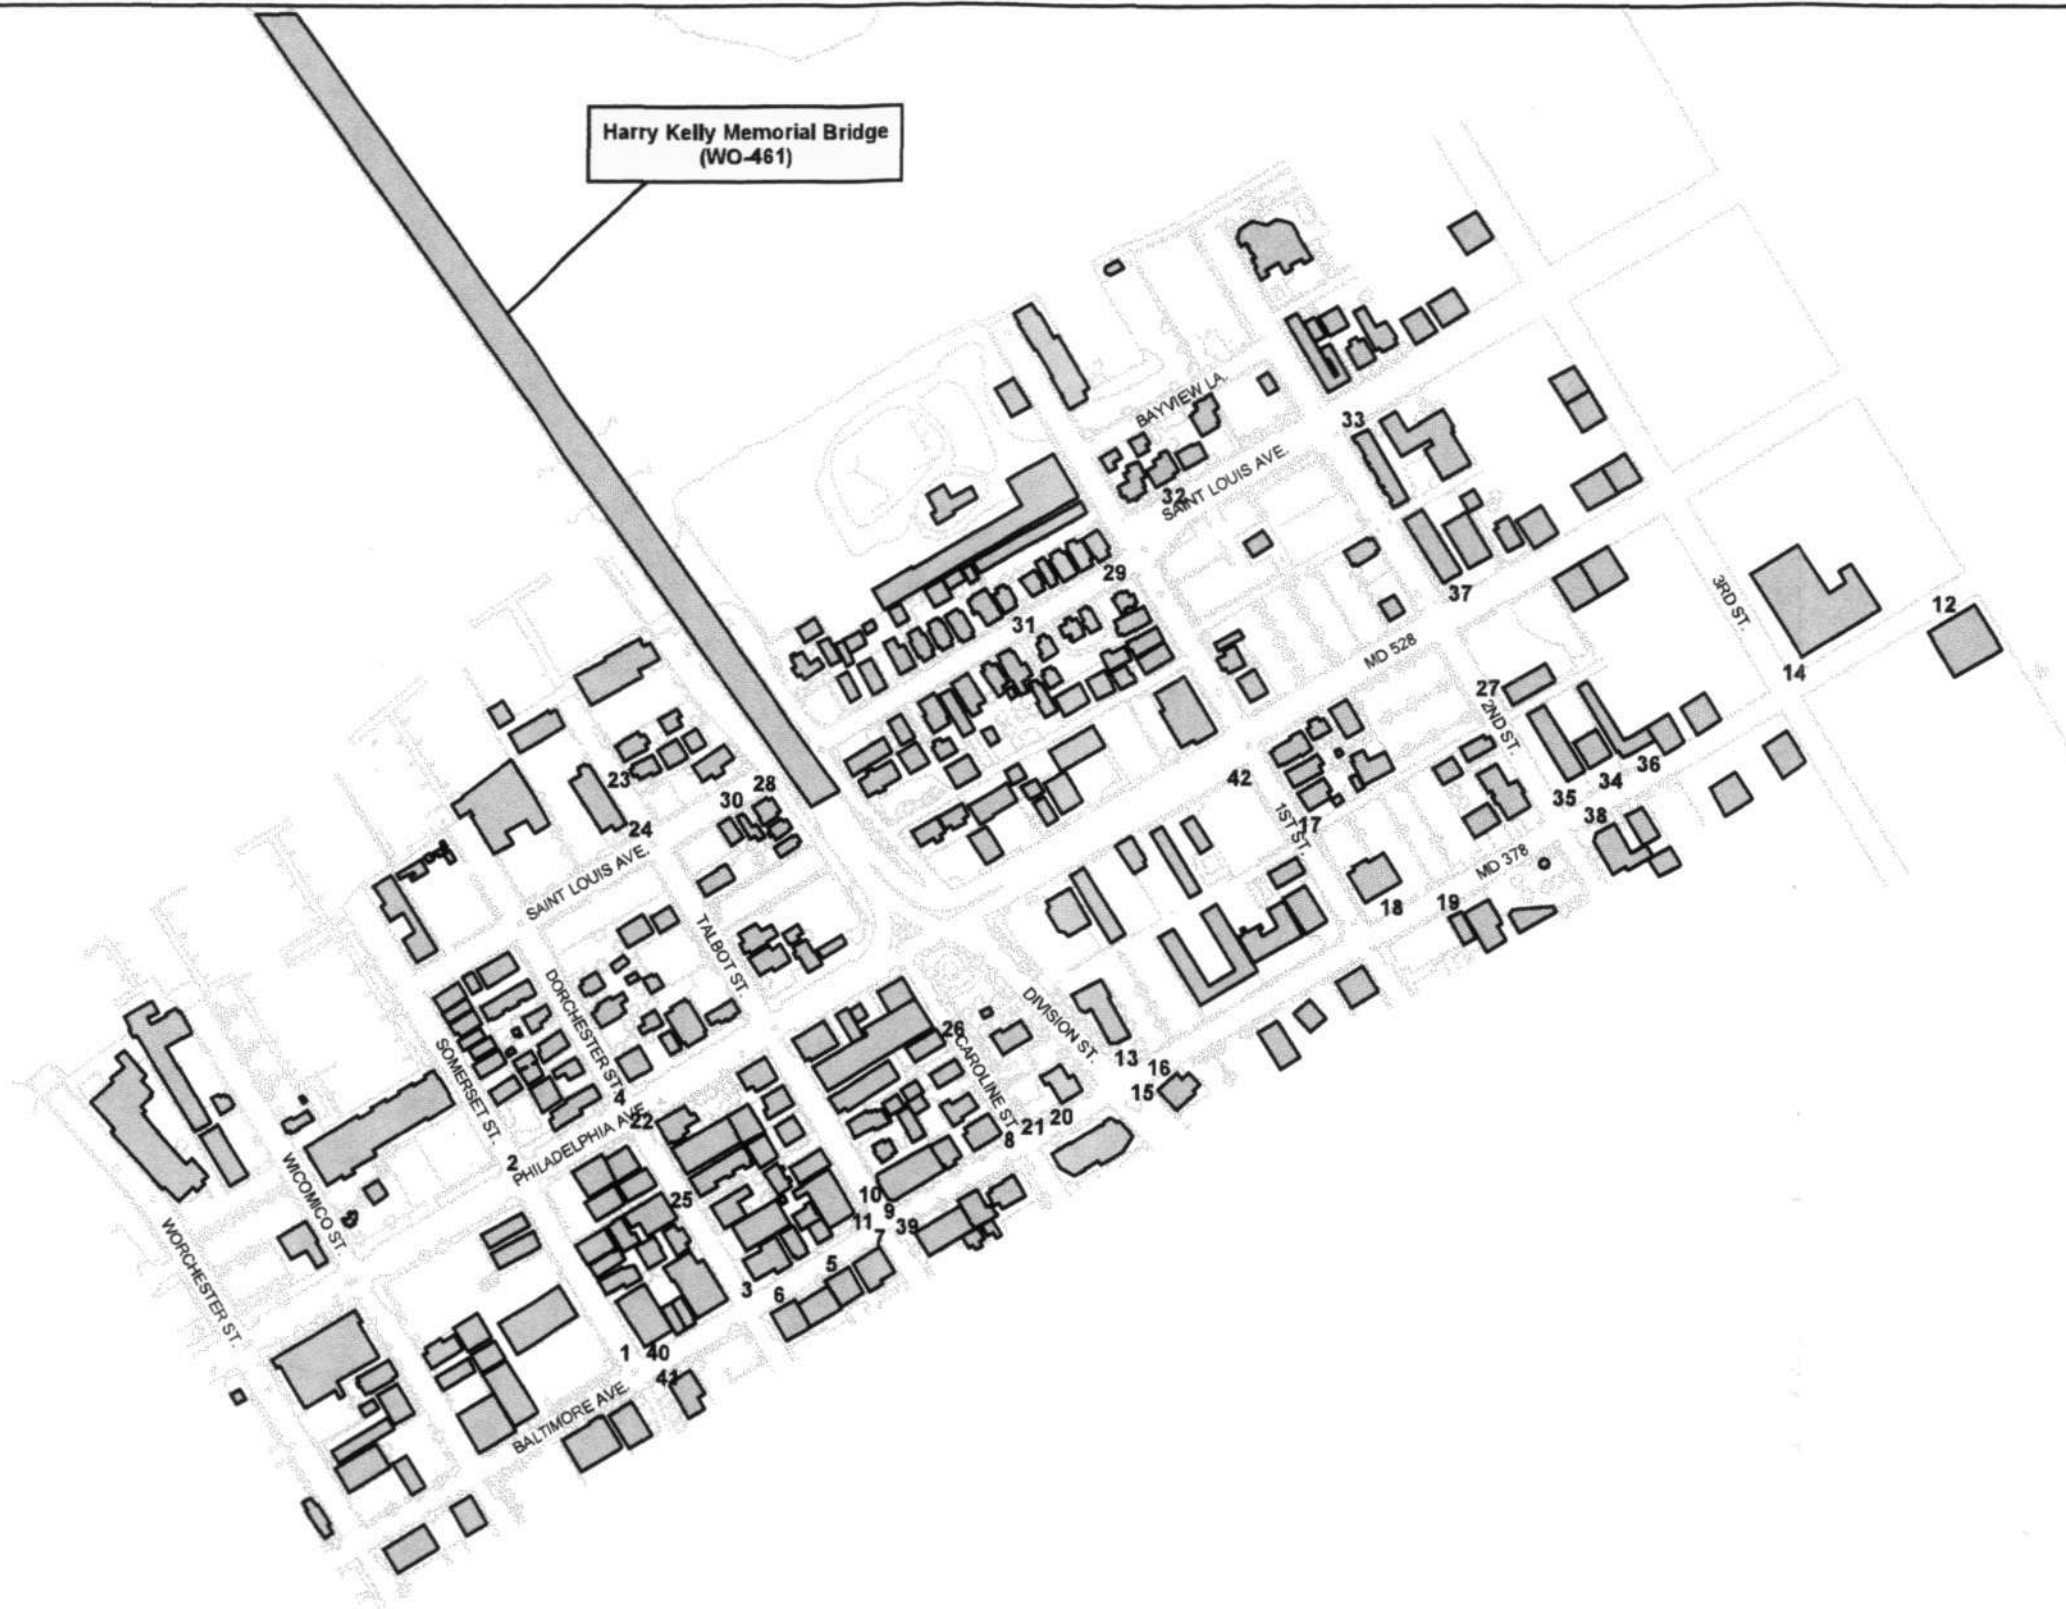 Harry Kelly Memorial Bridge
(WO-461)
BAYVIEW LA.
33
32
SAINT LOUIS AVE.
29
37
3RD ST.
12
31
MD 528
14
27
2ND ST.
23
42
34
36
28
30
35
24
1ST ST.
17
38
SAINT LOUIS AVE.
MD 378
18
19
TALBOT ST.
DORCHESTER ST.
DIVISION ST.
26
CAROLINE ST.
SOMERSET ST.
13
16
15
4
22
20
21
8
PHILADELPHIA AVE.
2
WICOMICO ST.
25
10
9
11
39
7
WORCHESTER ST.
5
3
6
1
40
41
BALTIMORE AVE.